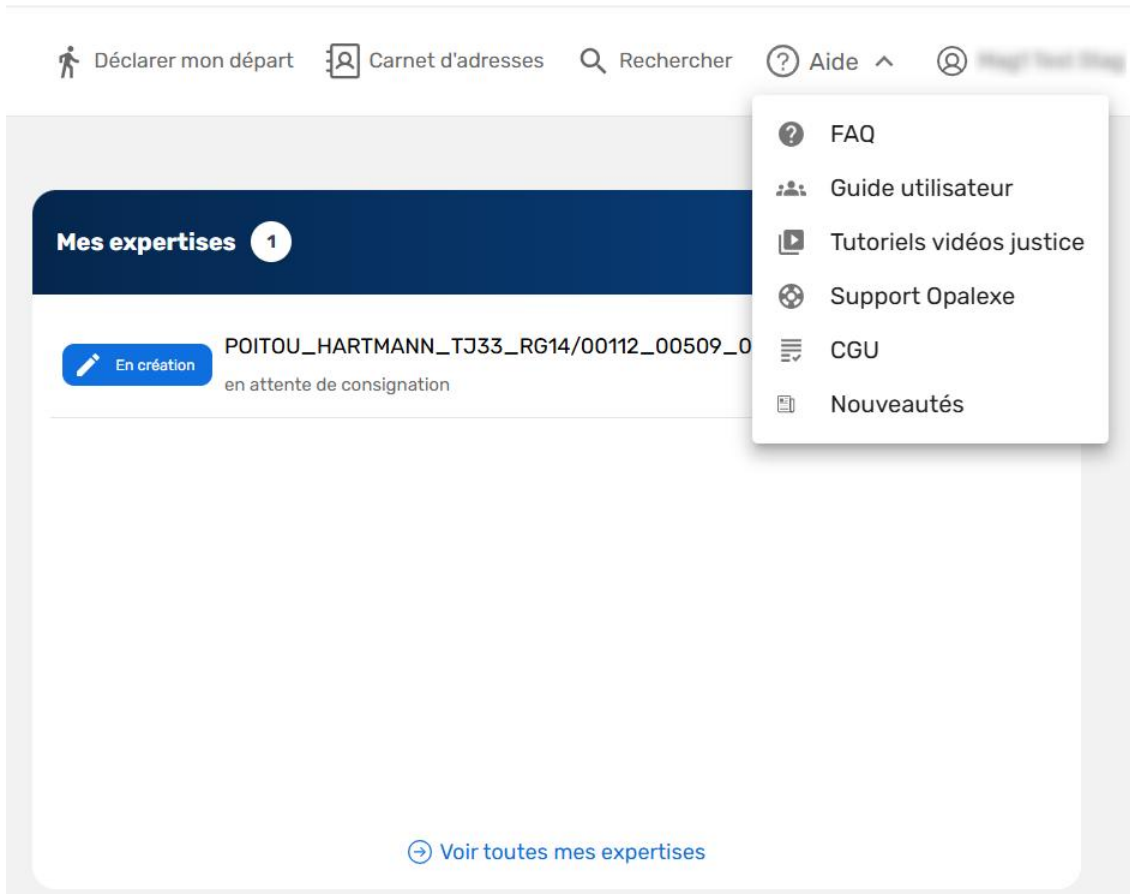 Déclarer mon départ Carnet d'adresses Rechercher Aide
FAQ
Guide utilisateur
Tutoriels vidéos justice
Support Opalexe
CGU
Nouveautés
Mes expertises 1
En création
POITOU_HARTMANN_TJ33_RG14/00112_00509_0
en attente de consignation
Voir toutes mes expertises